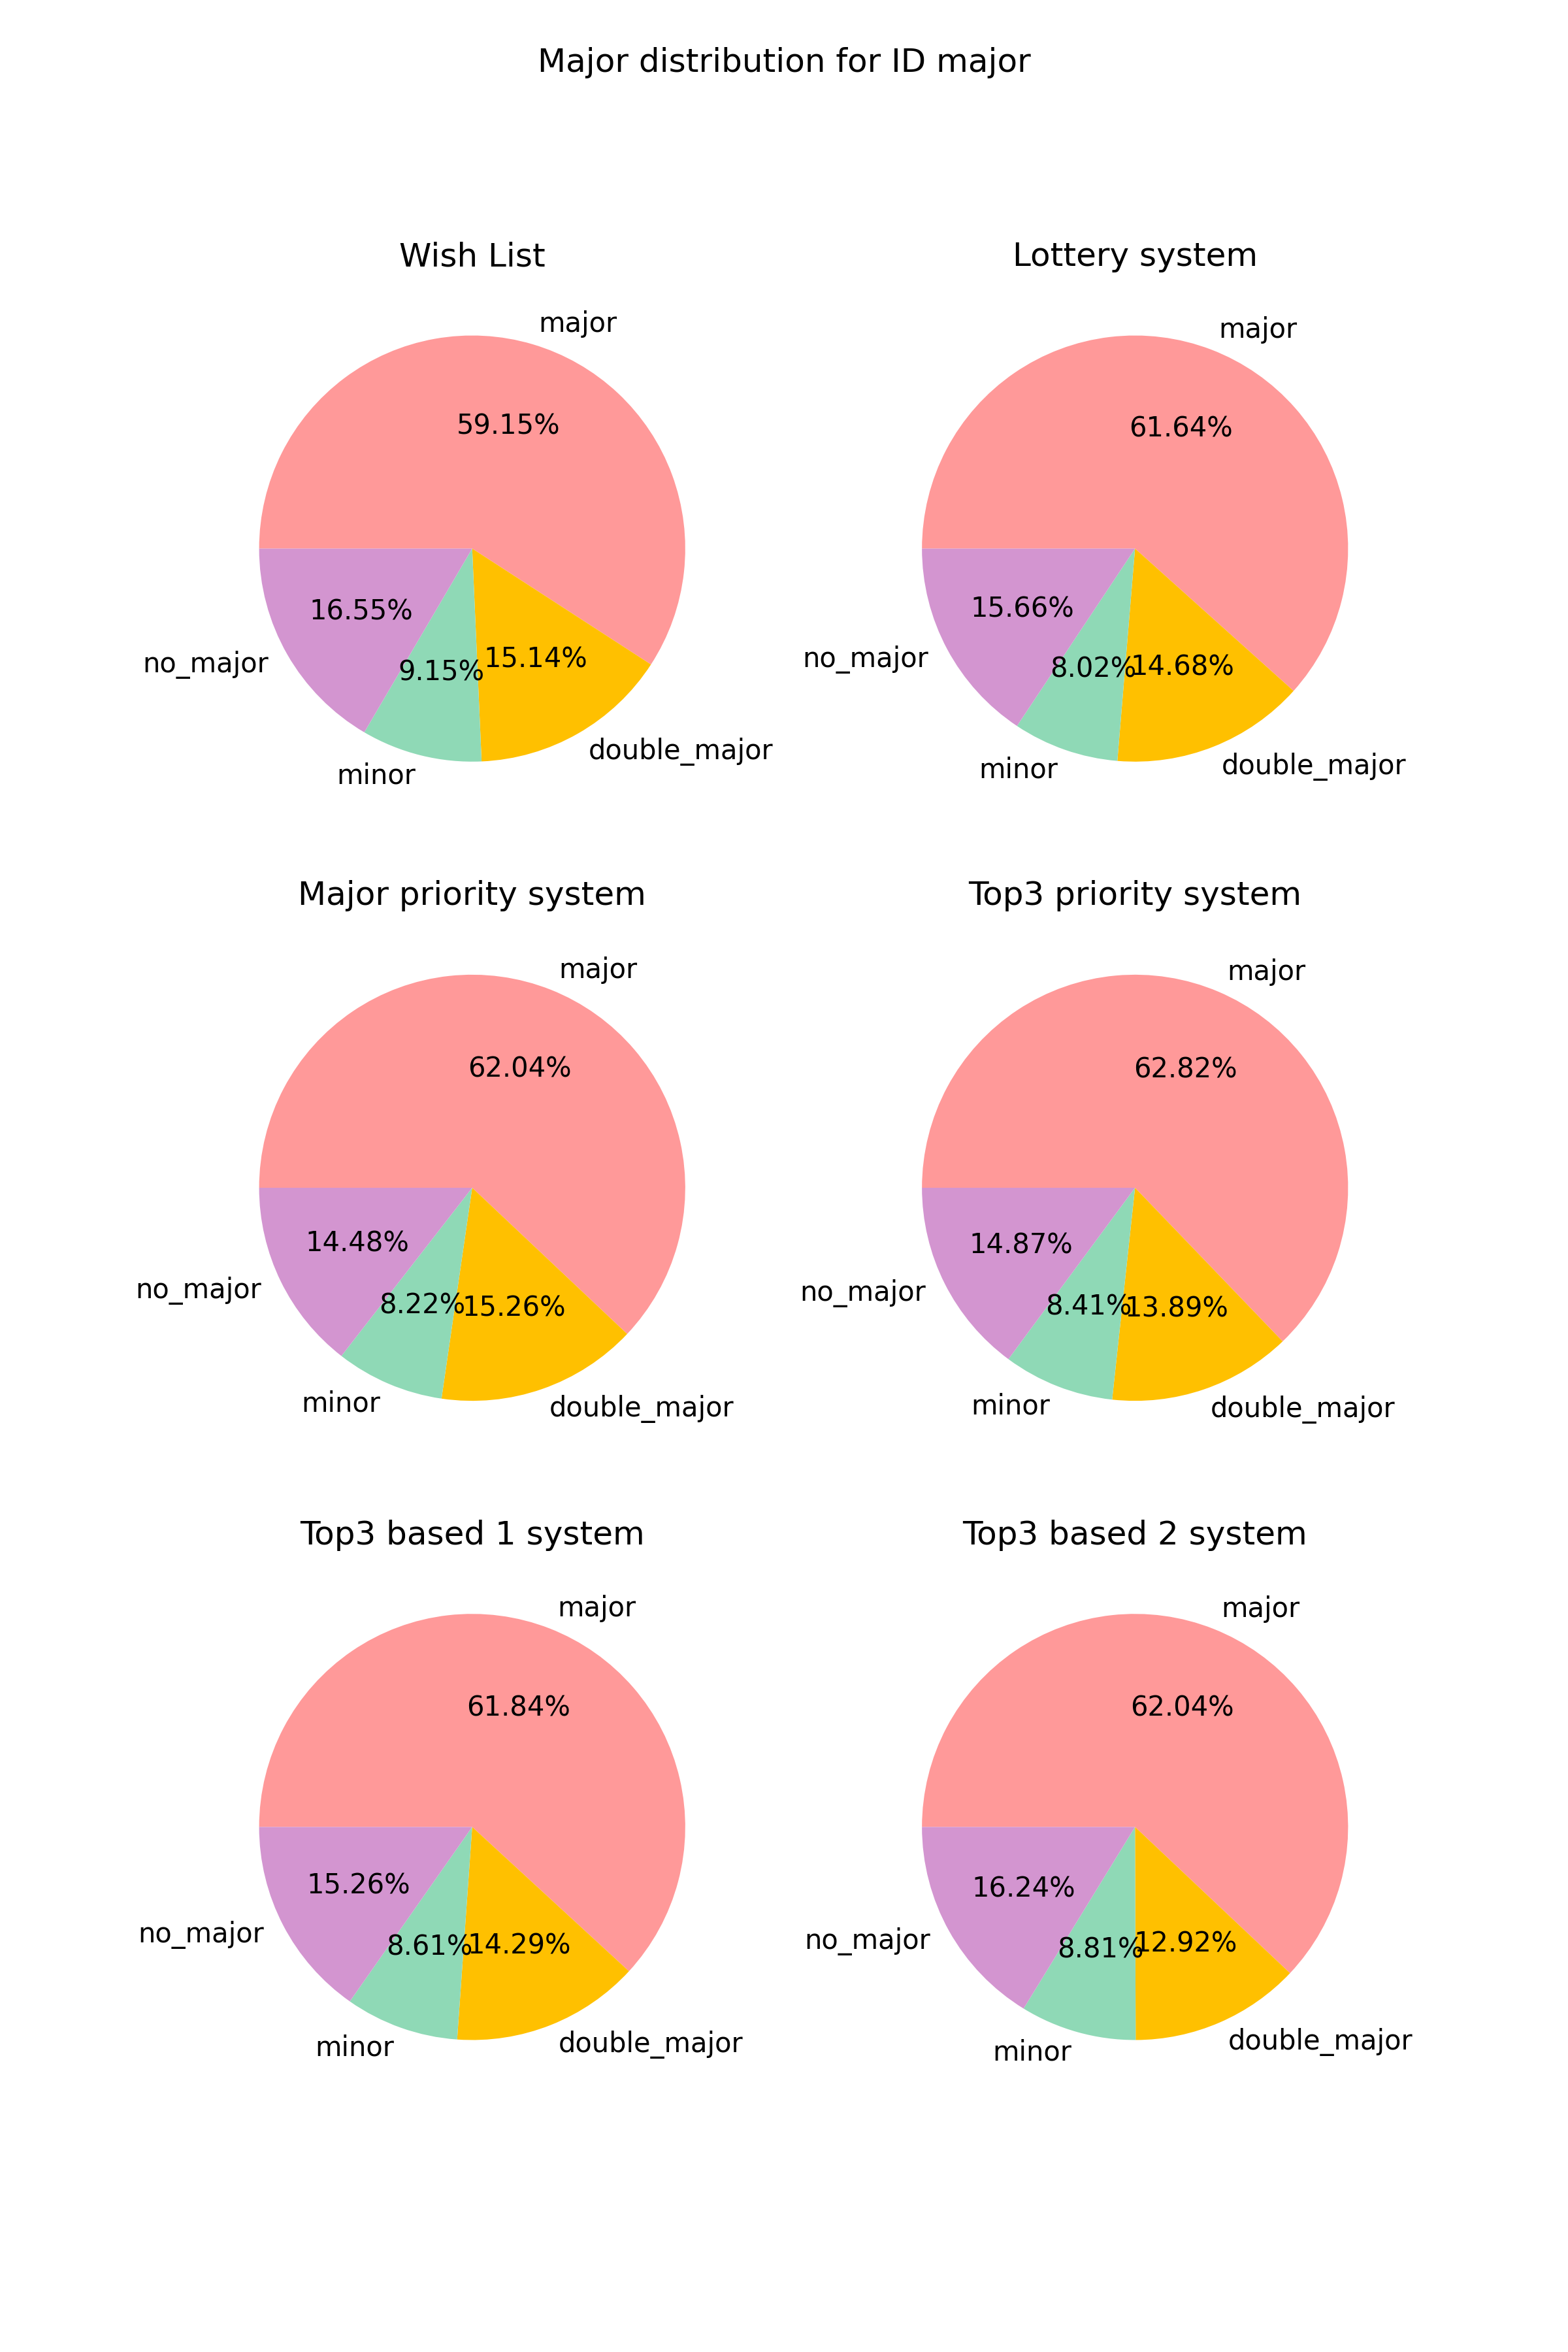 Major distribution for ID major
Wish List
major
59.15%
16.55%
9.15%
15.14%
no_major
minor
double_major
Lottery system
major
61.64%
15.66%
8.02%
14.68%
no_major
minor
double_major
Major priority system
major
62.04%
14.48%
8.22%
15.26%
no_major
minor
double_major
Top3 priority system
major
62.82%
14.87%
8.41%
13.89%
no_major
minor
double_major
Top3 based 1 system
major
61.84%
15.26%
8.61%
14.29%
no_major
minor
double_major
Top3 based 2 system
major
62.04%
16.24%
8.81%
12.92%
no_major
minor
double_major